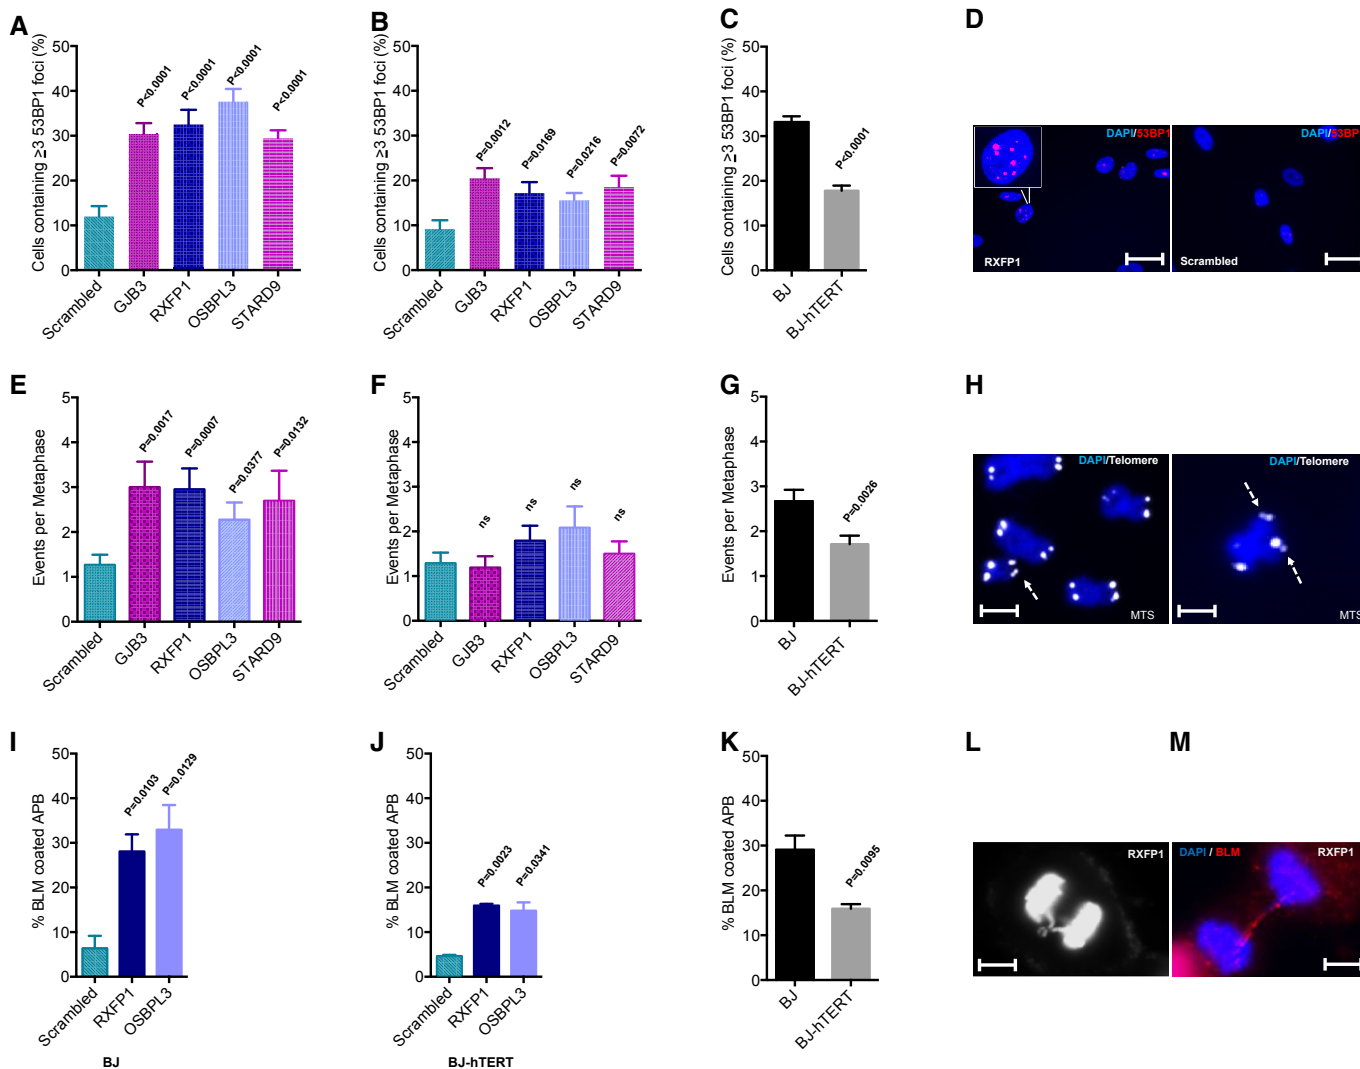 A
Cells containing ≥3 53BP1 foci (%)
50
40
30
20
10
0
P<0.0001
P<0.0001
P<0.0001
P<0.0001
Scrambled
GJB3
RXFP1
OSBPL3
STARD9
B
Cells containing ≥3 53BP1 foci (%)
50
40
30
20
10
0
P=0.0012
P=0.0169
P=0.0216
P=0.0072
Scrambled
GJB3
RXFP1
OSBPL3
STARD9
C
Cells containing ≥3 53BP1 foci (%)
50
40
30
20
10
0
P<0.0001
BJ
BJ-hTERT
D
DAPI/53BP1
RXFP1
DAPI/53BP
Scrambled
E
Events per Metaphase
5
4
3
2
1
0
P=0.0017
P=0.0007
P=0.0377
P=0.0132
Scrambled
GJB3
RXFP1
OSBPL3
STARD9
F
Events per Metaphase
5
4
3
2
1
0
ns
ns
ns
ns
Scrambled
GJB3
RXFP1
OSBPL3
STARD9
G
Events per Metaphase
5
4
3
2
1
0
P=0.0026
BJ
BJ-hTERT
H
DAPI/Telomere
MTS
DAPI/Telomere
MTS
I
% BLM coated APB
50
40
30
20
10
0
P=0.0103
P=0.0129
Scrambled
RXFP1
OSBPL3
BJ
J
% BLM coated APB
50
40
30
20
10
0
P=0.0023
P=0.0341
Scrambled
RXFP1
OSBPL3
BJ-hTERT
K
% BLM coated APB
50
40
30
20
10
0
P=0.0095
BJ
BJ-hTERT
L
RXFP1
M
DAPI / BLM
RXFP1